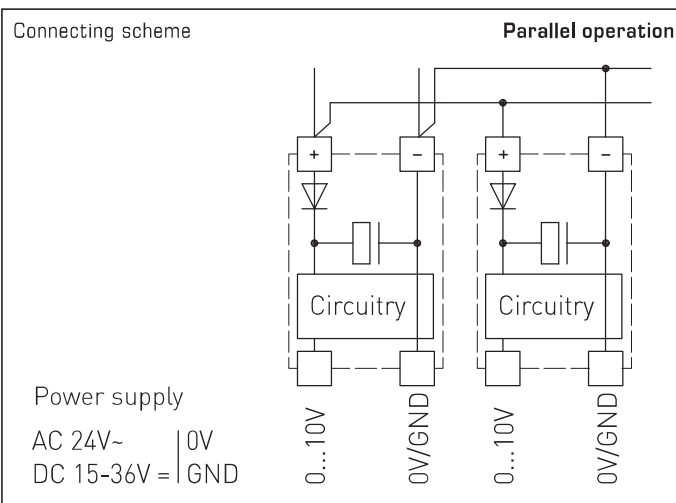 Connecting scheme
Parallel operation
+ - + -
Circuitry Circuitry
Power supply
AC 24V~ 0V
DC 15-36V = GND
0...10V
0V/GND
0...10V
0V/GND